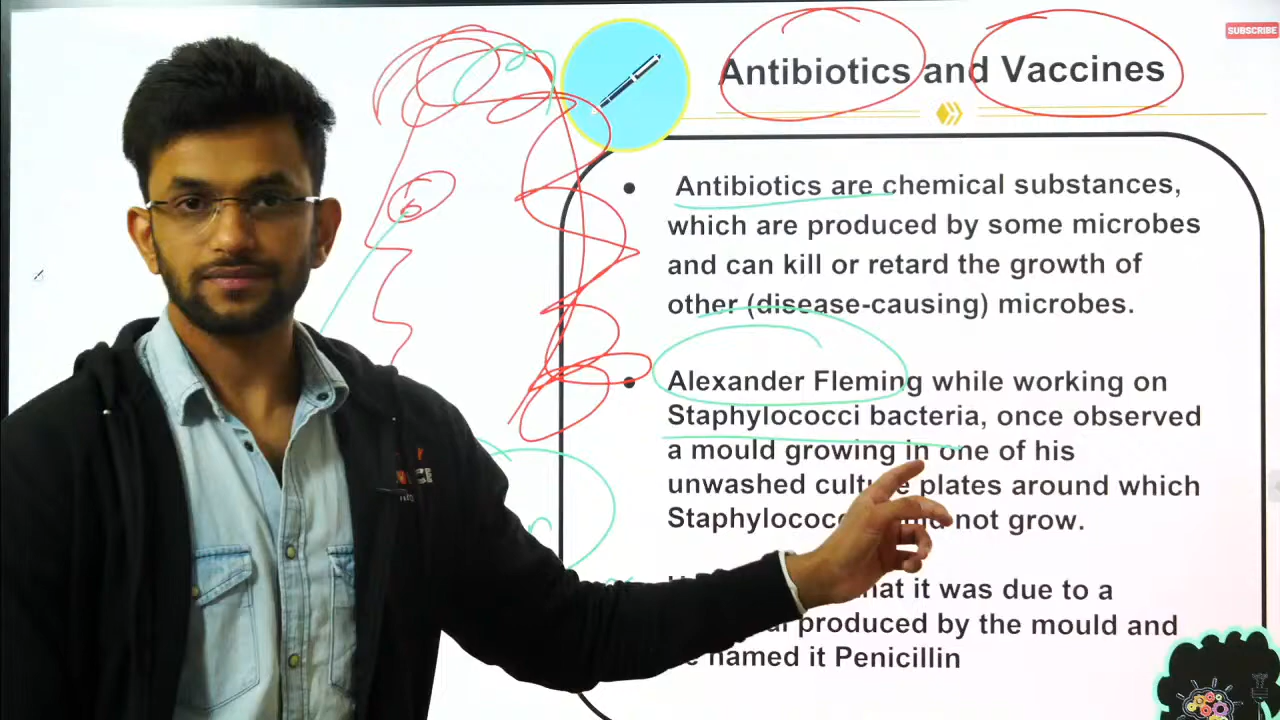 SUBSCRIBE
Antibiotics and Vaccines
• Antibiotics are chemical substances,
which are produced by some microbes
and can kill or retard the growth of
other (disease-causing) microbes.
• Alexander Fleming while working on
Staphylococci bacteria, once observed
a mould growing in one of his
unwashed culture plates around which
not grow.
it was due to a
produced by the mould and
named it Penicillin